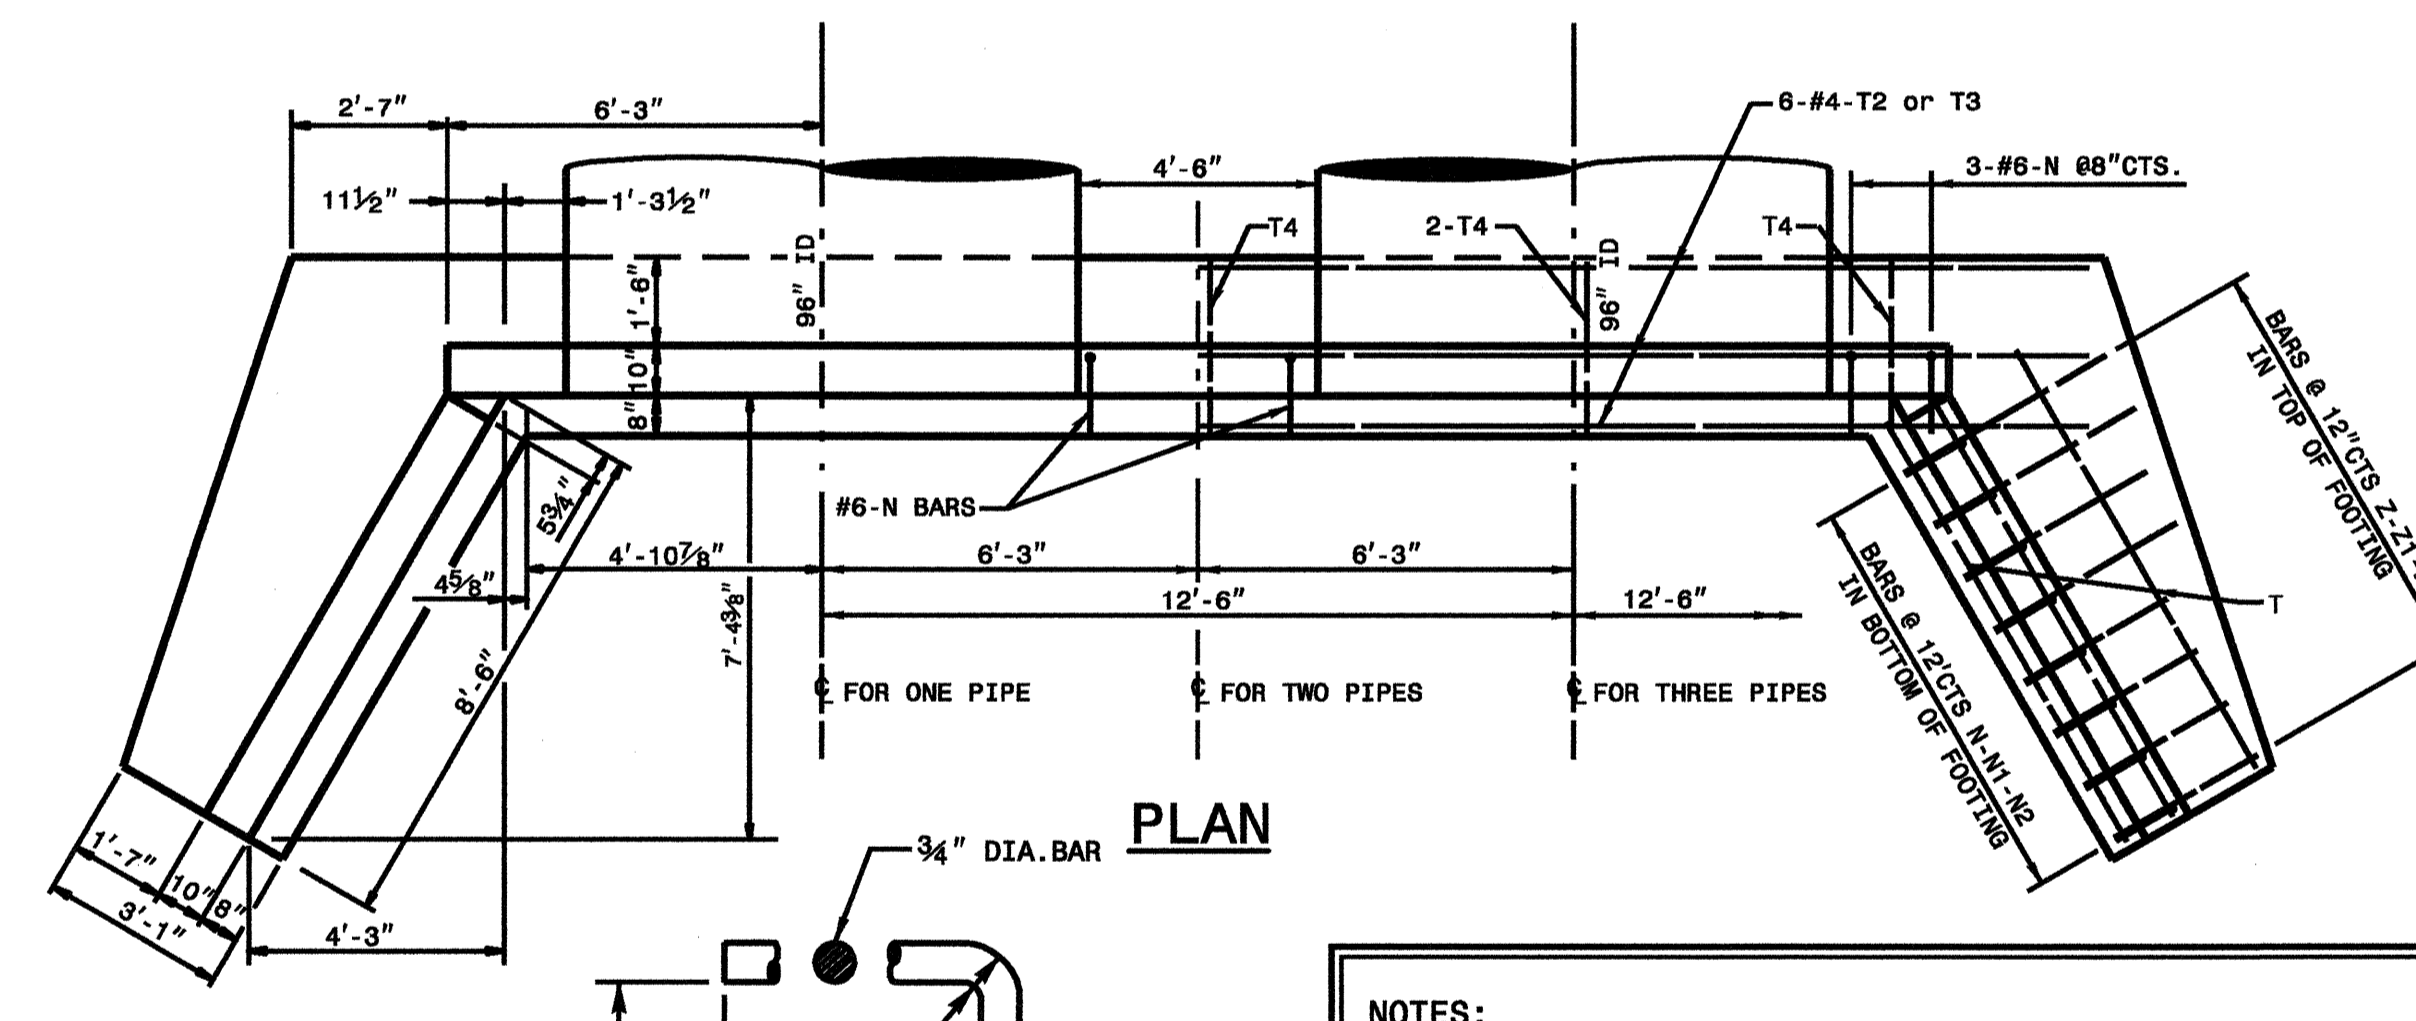 2'-7"
6'-3"
6-#4-T2 or T3
4'-6"
3-#6-N @8"CTS.
11½"
1'-3½"
T4
2-T4
T4
96" ID
96" ID
1'-6"
10"
8"
BARS @ 12"CTS Z-Z1-
IN TOP OF FOOTING
5¾"
#6-N BARS
4'-10⅞"
6'-3"
6'-3"
4⅝"
7'-4⅜"
12'-6"
12'-6"
T
BARS @ 12'CTS N-N1-N2
IN BOTTOM OF FOOTING
8'-6"
℄ FOR ONE PIPE
℄ FOR TWO PIPES
℄ FOR THREE PIPES
PLAN
1'-7"
10"
8"
3'-1"
4'-3"
¾" DIA.BAR
NOTES: